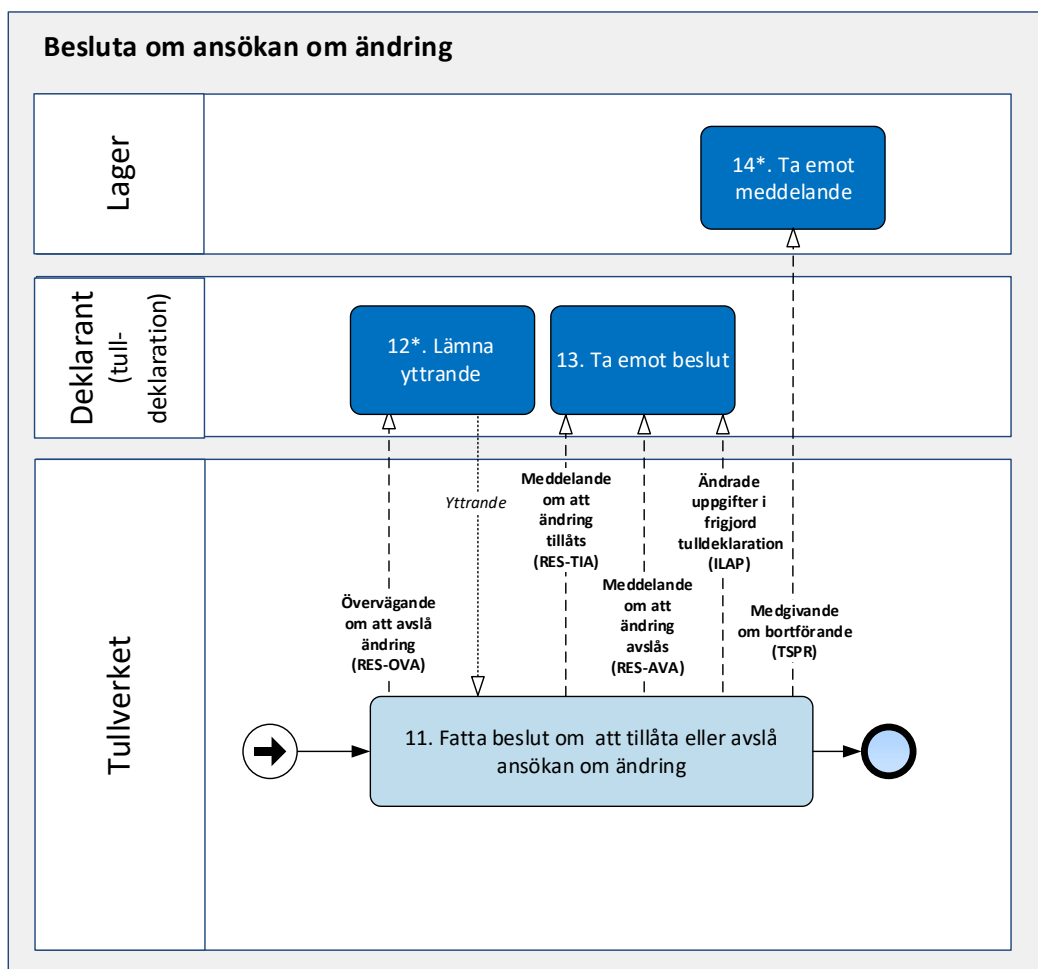 Besluta om ansökan om ändring
Lager
14*. Ta emot
meddelande
Deklarant
(tull-
deklaration)
12*. Lämna
yttrande
13. Ta emot beslut
Tullverket
Övervägande
om att avslå
ändring
(RES-OVA)
Yttrande
Meddelande
om att
ändring
tillåts
(RES-TIA)
Meddelande
om att
ändring
avslås
(RES-AVA)
Ändrade
uppgifter i
frigjord
tulldeklaration
(ILAP)
Medgivande
om bortförande
(TSPR)
11. Fatta beslut om  att tillåta eller avslå
ansökan om ändring